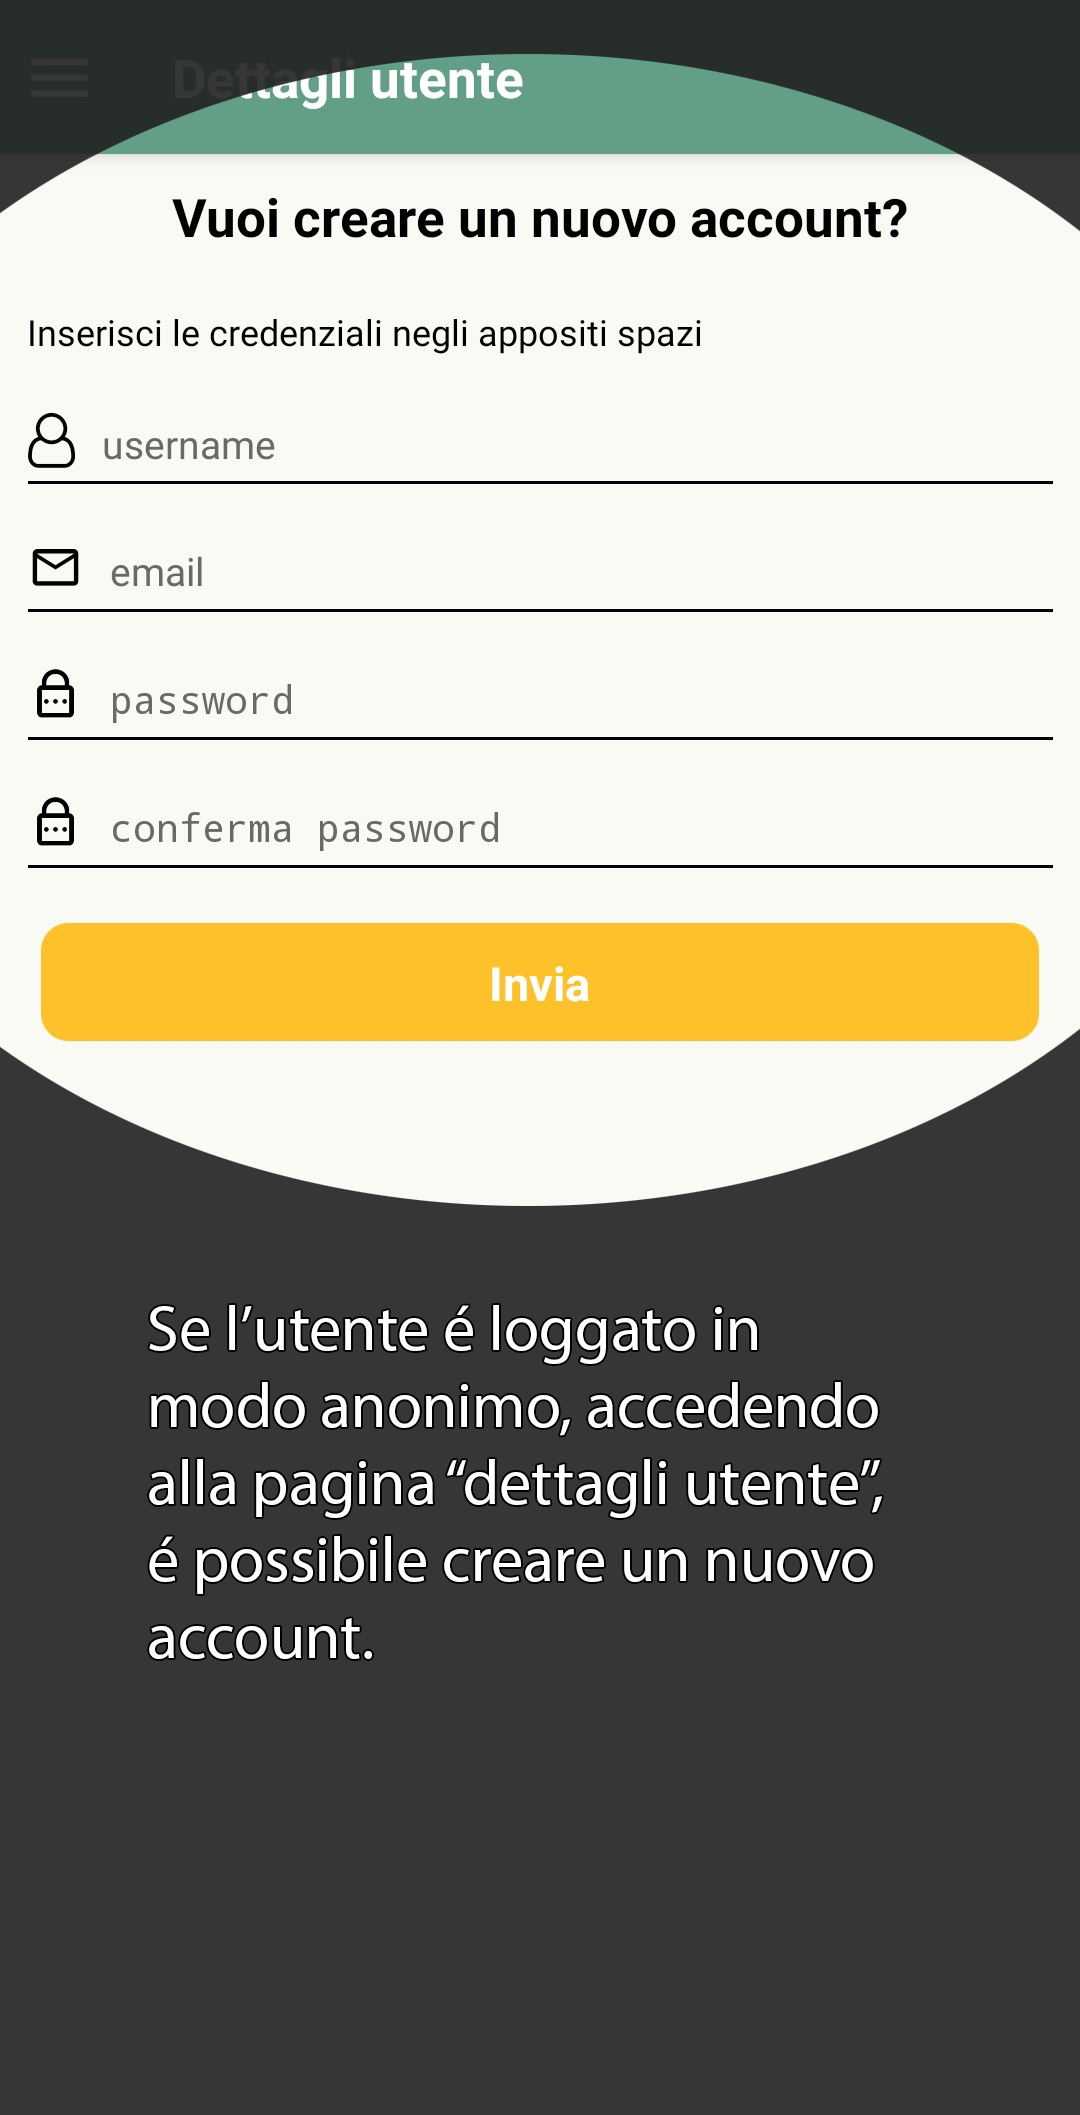 Dettagli utente
Vuoi creare un nuovo account?
Inserisci le credenziali negli appositi spazi
username
email
password
conferma password
Invia
Se l’utente é loggato in
modo anonimo, accedendo
alla pagina “dettagli utente”,
é possibile creare un nuovo
account.